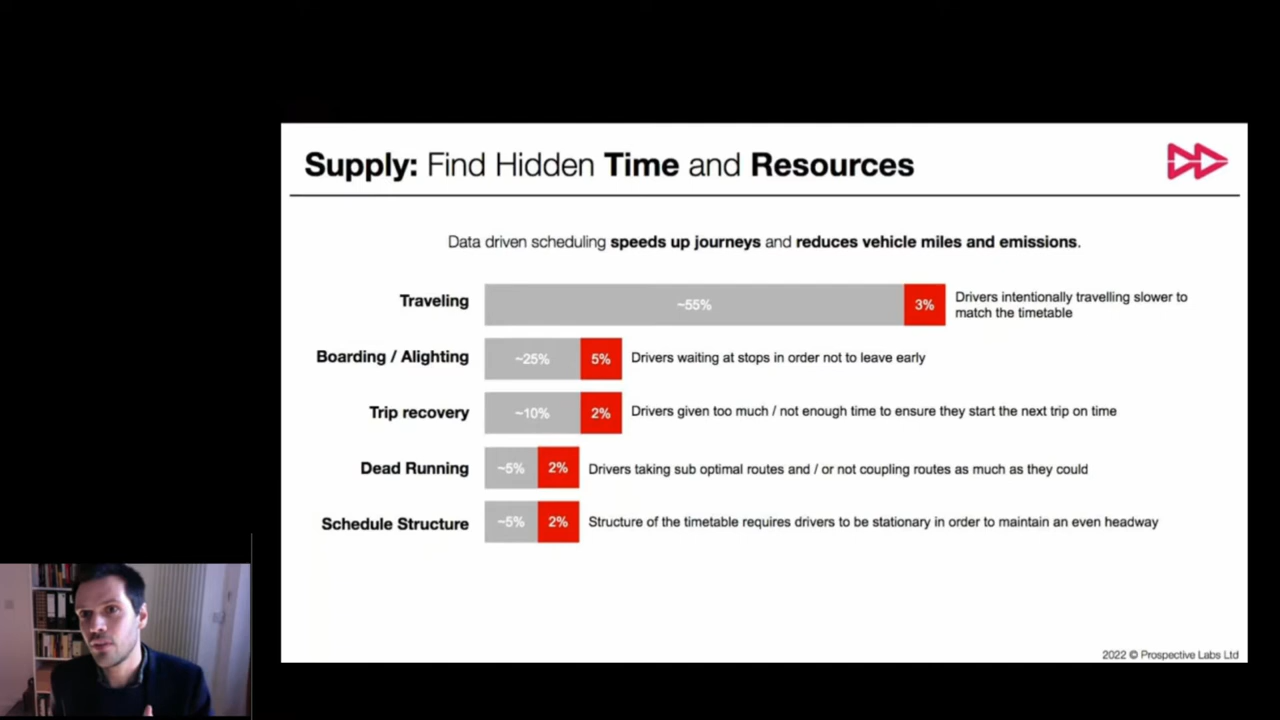 Supply: Find Hidden Time and Resources
Data driven scheduling speeds up journeys and reduces vehicle miles and emissions.
Traveling
~55%
3%
Drivers intentionally travelling slower to
match the timetable
Boarding / Alighting
~25%
5%
Drivers waiting at stops in order not to leave early
Trip recovery
~10%
2%
Drivers given too much / not enough time to ensure they start the next trip on time
Dead Running
~5%
2%
Drivers taking sub optimal routes and / or not coupling routes as much as they could
Schedule Structure
~5%
2%
Structure of the timetable requires drivers to be stationary in order to maintain an even headway
2022 © Prospective Labs Ltd